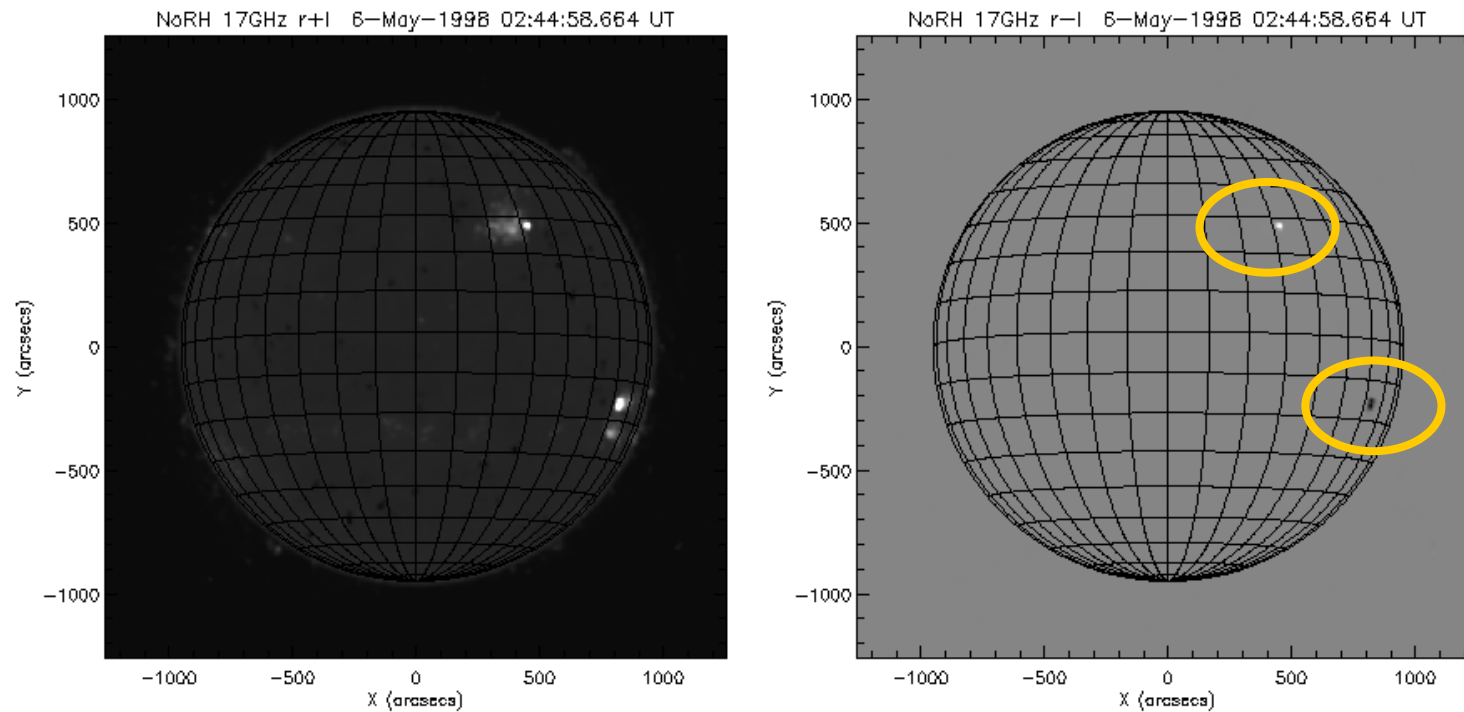 NoRH 17GHz r+l 6-May-1998 02:44:58.664 UT
1000
500
0
-500
-1000
Y (arcsecs)
-1000 -500 0 500 1000
X (arcsecs)
NoRH 17GHz r-l 6-May-1998 02:44:58.664 UT
1000
500
0
-500
-1000
Y (arcsecs)
-1000 -500 0 500 1000
X (arcsecs)